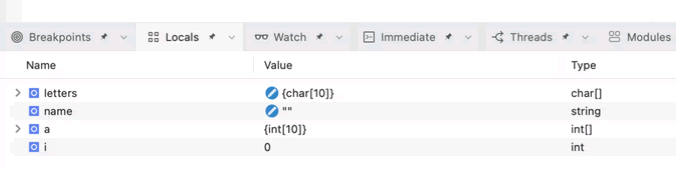 Breakpoints Locals Watch Immediate Threads Modules
Name Value Type
letters {char[10]} char[]
name "" string
a {int[10]} int[]
i 0 int